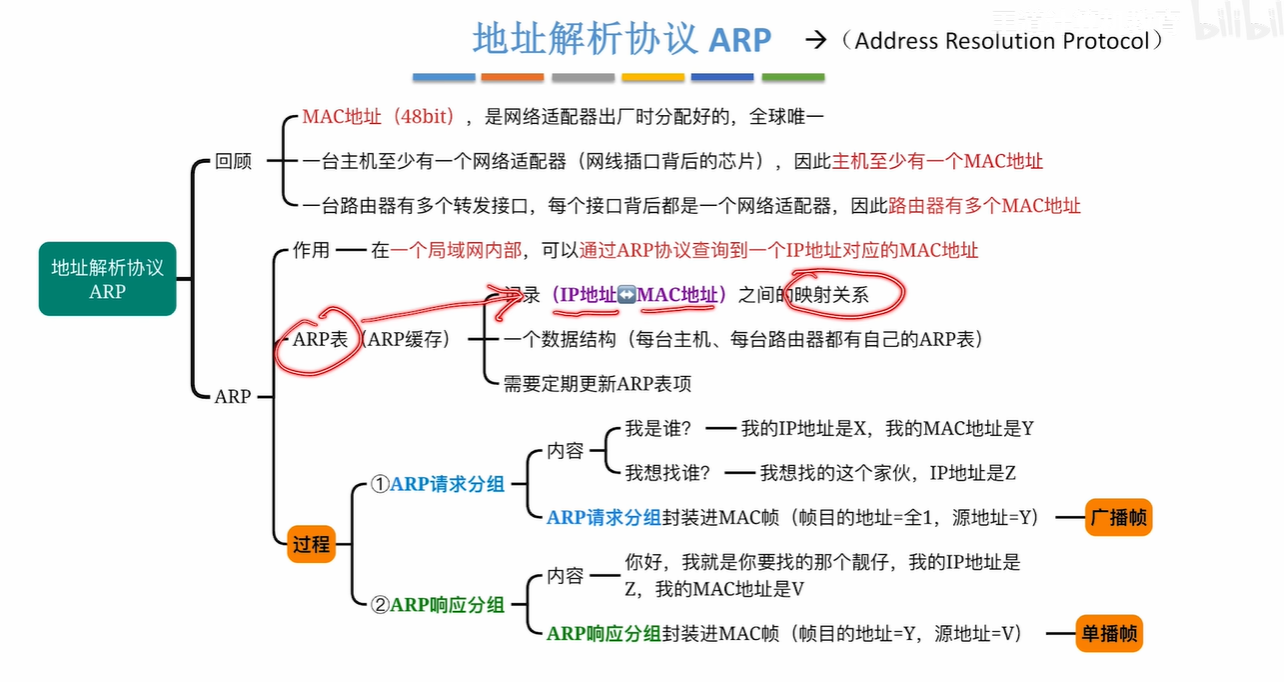 地址解析协议 ARP →（Address Resolution Protocol）
bilibili
MAC地址（48bit），是网络适配器出厂时分配好的，全球唯一
回顾
一台主机至少有一个网络适配器（网线插口背后的芯片），因此主机至少有一个MAC地址
一台路由器有多个转发接口，每个接口背后都是一个网络适配器，因此路由器有多个MAC地址
地址解析协议
ARP
作用
在一个局域网内部，可以通过ARP协议查询到一个IP地址对应的MAC地址
记录（IP地址↔MAC地址）之间的映射关系
ARP表（ARP缓存）
一个数据结构（每台主机、每台路由器都有自己的ARP表）
需要定期更新ARP表项
ARP
我是谁？
我的IP地址是X，我的MAC地址是Y
内容
我想找谁？
我想找的这个家伙，IP地址是Z
①ARP请求分组
ARP请求分组封装进MAC帧（帧目的地址=全1，源地址=Y）
广播帧
过程
内容
你好，我就是你要找的那个靓仔，我的IP地址是
Z，我的MAC地址是V
②ARP响应分组
ARP响应分组封装进MAC帧（帧目的地址=Y，源地址=V）
单播帧